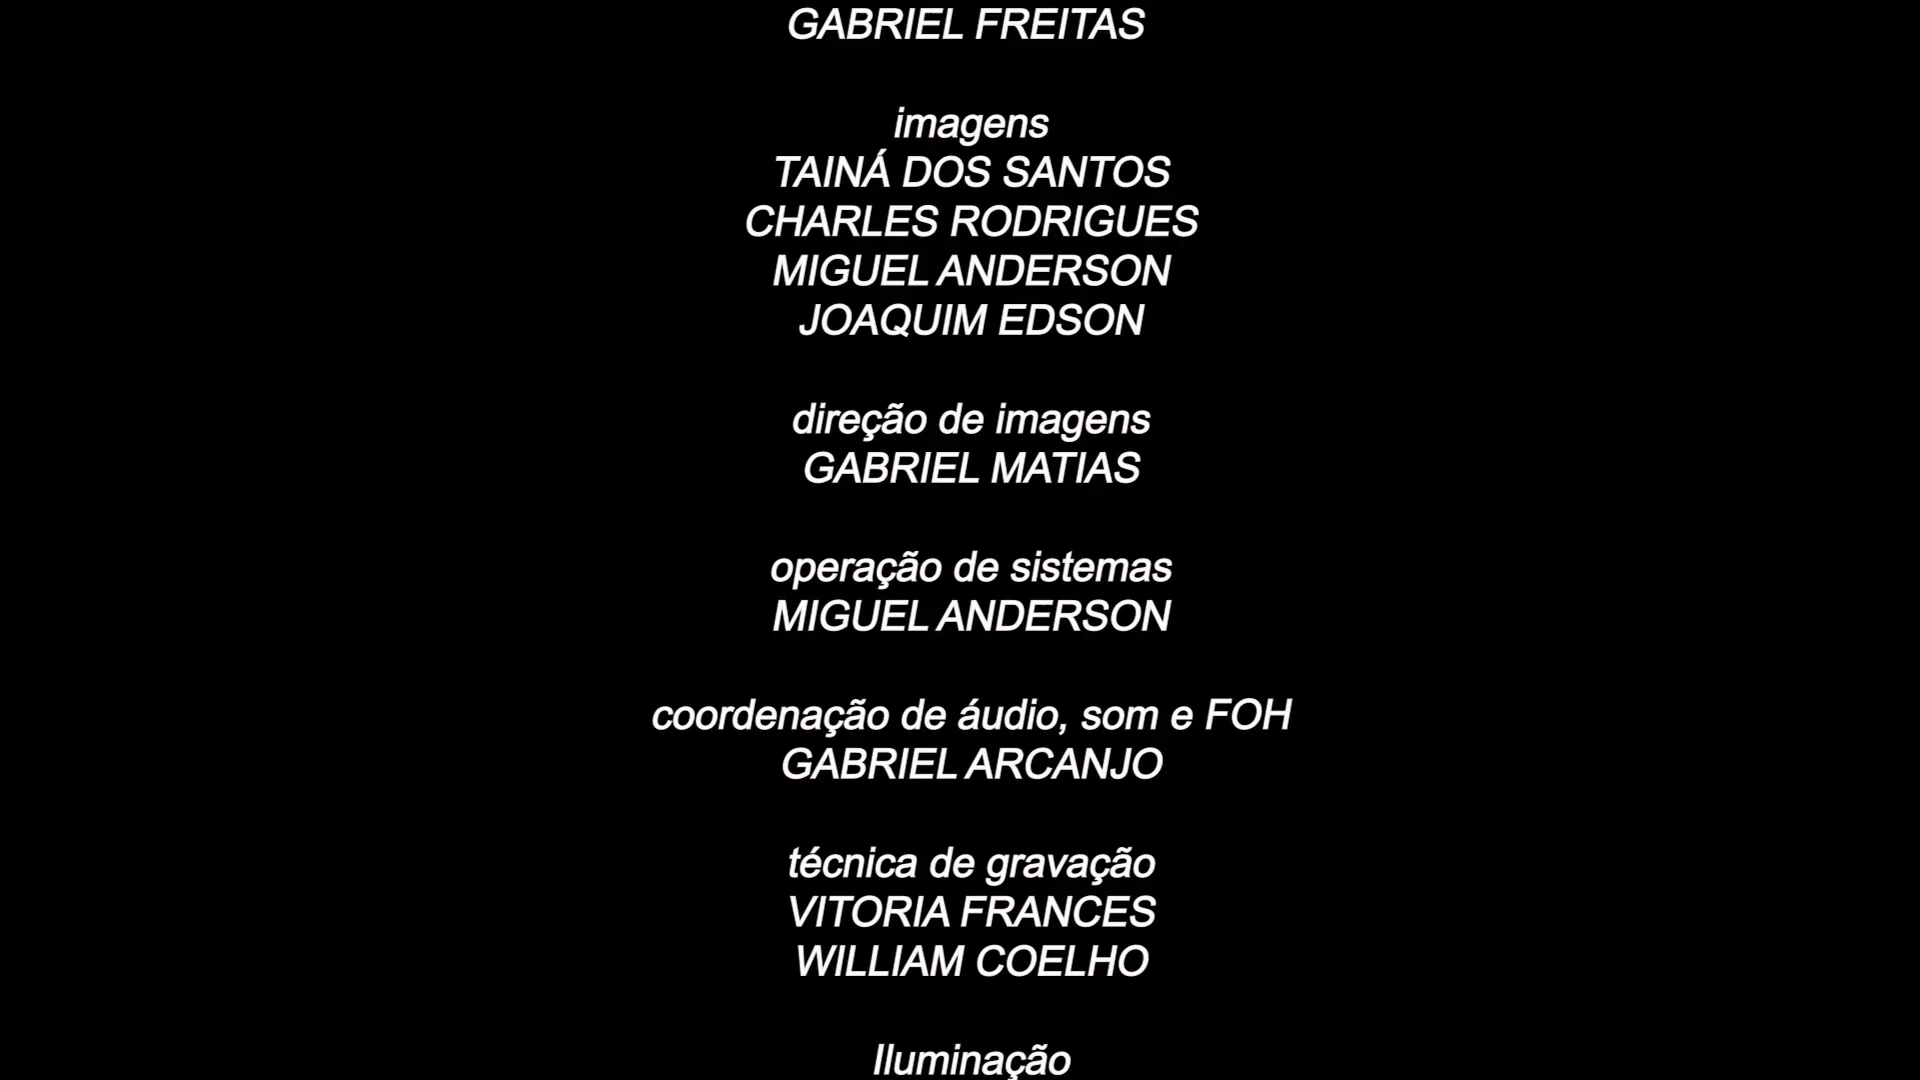 GABRIEL FREITAS
imagens
TAINÁ DOS SANTOS
CHARLES RODRIGUES
MIGUEL ANDERSON
JOAQUIM EDSON
direção de imagens
GABRIEL MATIAS
operação de sistemas
MIGUEL ANDERSON
coordenação de áudio, som e FOH
GABRIEL ARCANJO
técnica de gravação
VITORIA FRANCES
WILLIAM COELHO
Iluminação